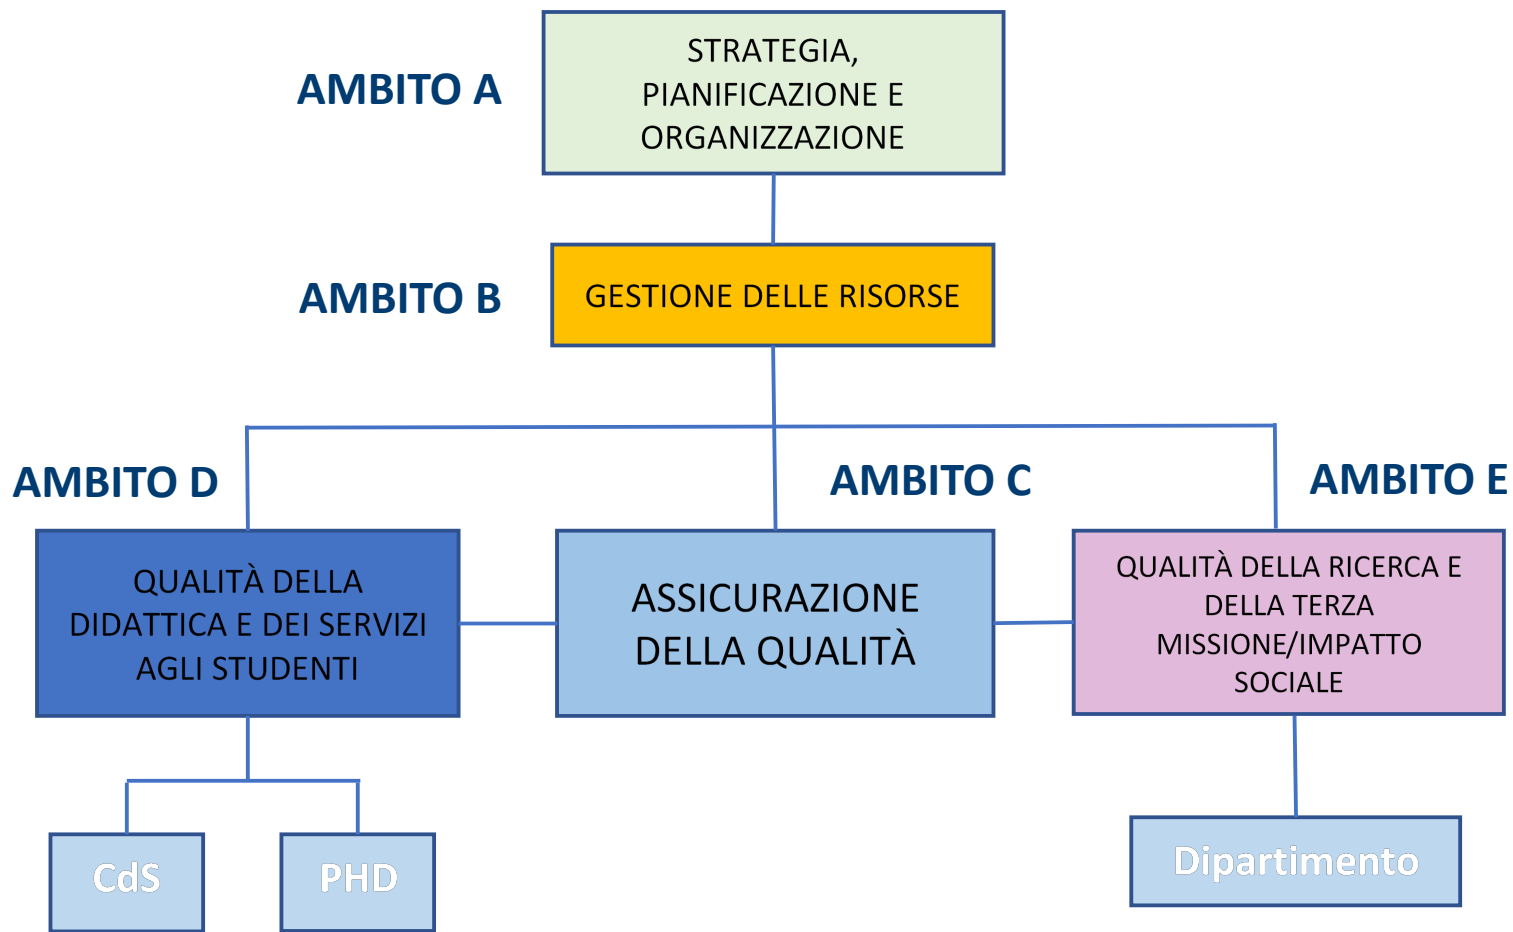 AMBITO A
STRATEGIA,
PIANIFICAZIONE E
ORGANIZZAZIONE
AMBITO B
GESTIONE DELLE RISORSE
AMBITO D
AMBITO C
AMBITO E
QUALITÀ DELLA
DIDATTICA E DEI SERVIZI
AGLI STUDENTI
ASSICURAZIONE
DELLA QUALITÀ
QUALITÀ DELLA RICERCA E
DELLA TERZA
MISSIONE/IMPATTO
SOCIALE
CdS
PHD
Dipartimento